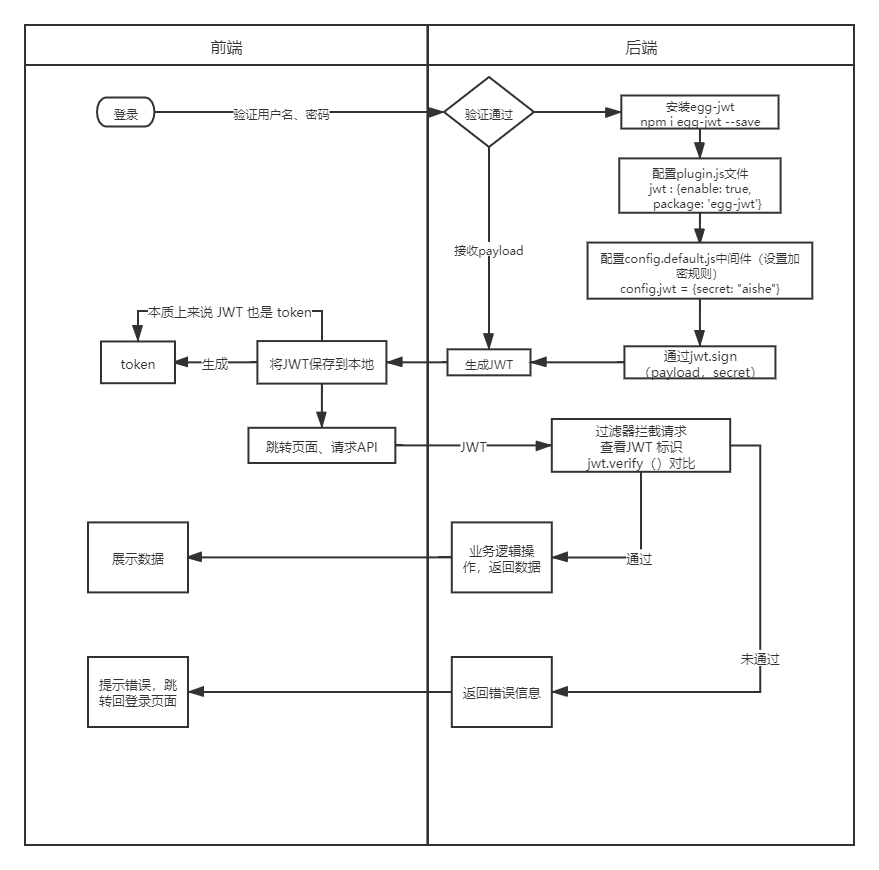 前端
后端
登录
验证用户名、密码
验证通过
安装egg-jwt
npm i egg-jwt --save
配置plugin.js文件
jwt : {enable: true,
package: 'egg-jwt'}
接收payload
配置config.default.js中间件（设置加
密规则）
config.jwt = {secret: "aishe"}
本质上来说 JWT 也是 token
token
生成
将JWT保存到本地
生成JWT
通过jwt.sign
（payload，secret）
跳转页面、请求API
JWT
过滤器拦截请求
查看JWT 标识
jwt.verify（）对比
展示数据
业务逻辑操
作，返回数据
通过
未通过
提示错误，跳
转回登录页面
返回错误信息